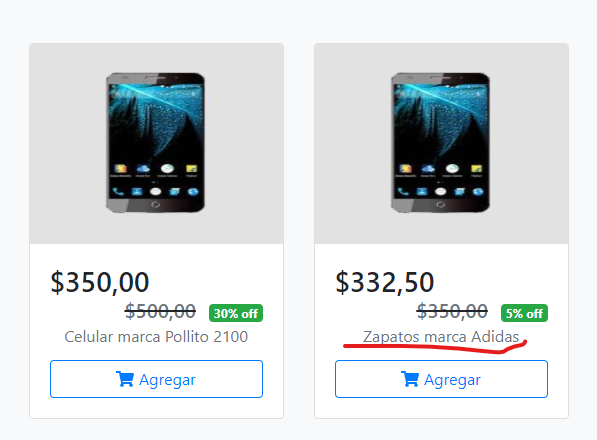 $350,00
$500,00 30% off
Celular marca Pollito 2100
Agregar
$332,50
$350,00 5% off
Zapatos marca Adidas
Agregar